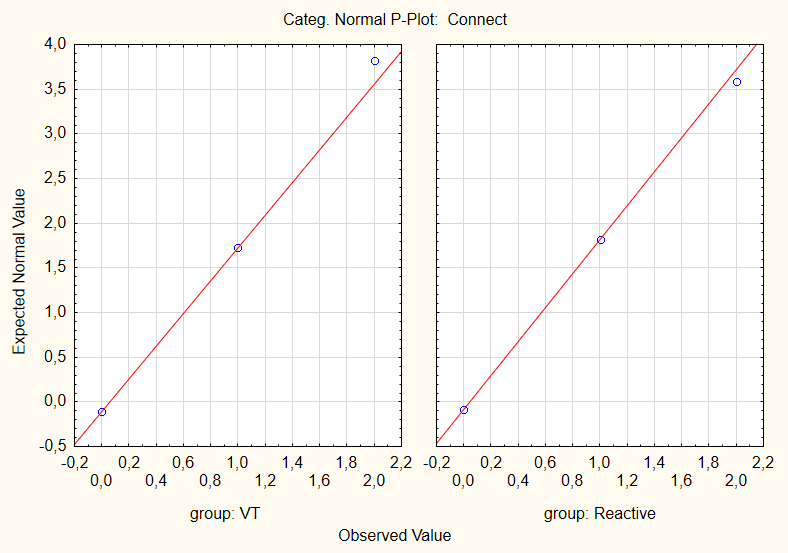 Categ. Normal P-Plot: Connect
Expected Normal Value
4,0
3,5
3,0
2,5
2,0
1,5
1,0
0,5
0,0
-0,5
-0,2 0,2 0,6 1,0 1,4 1,8 2,2
0,0 0,4 0,8 1,2 1,6 2,0
group: VT
-0,2 0,2 0,6 1,0 1,4 1,8 2,2
0,0 0,4 0,8 1,2 1,6 2,0
group: Reactive
Observed Value